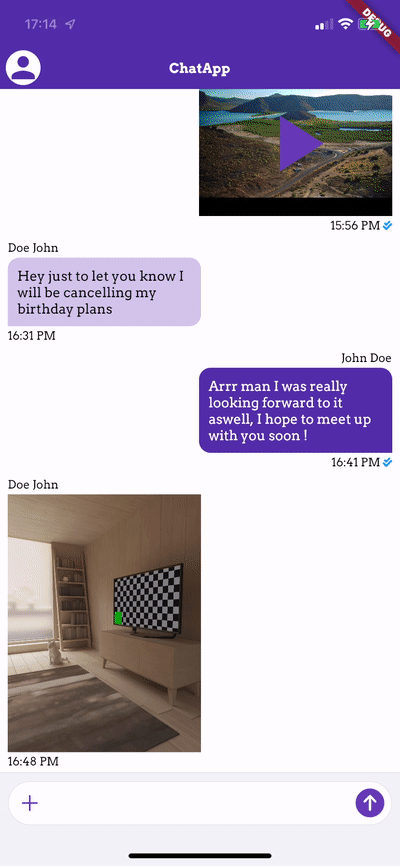 17:14
DEBUG
ChatApp
15:56 PM
Doe John
Hey just to let you know I
will be cancelling my
birthday plans
16:31 PM
John Doe
Arrr man I was really
looking forward to it
aswell, I hope to meet up
with you soon !
16:41 PM
Doe John
16:48 PM